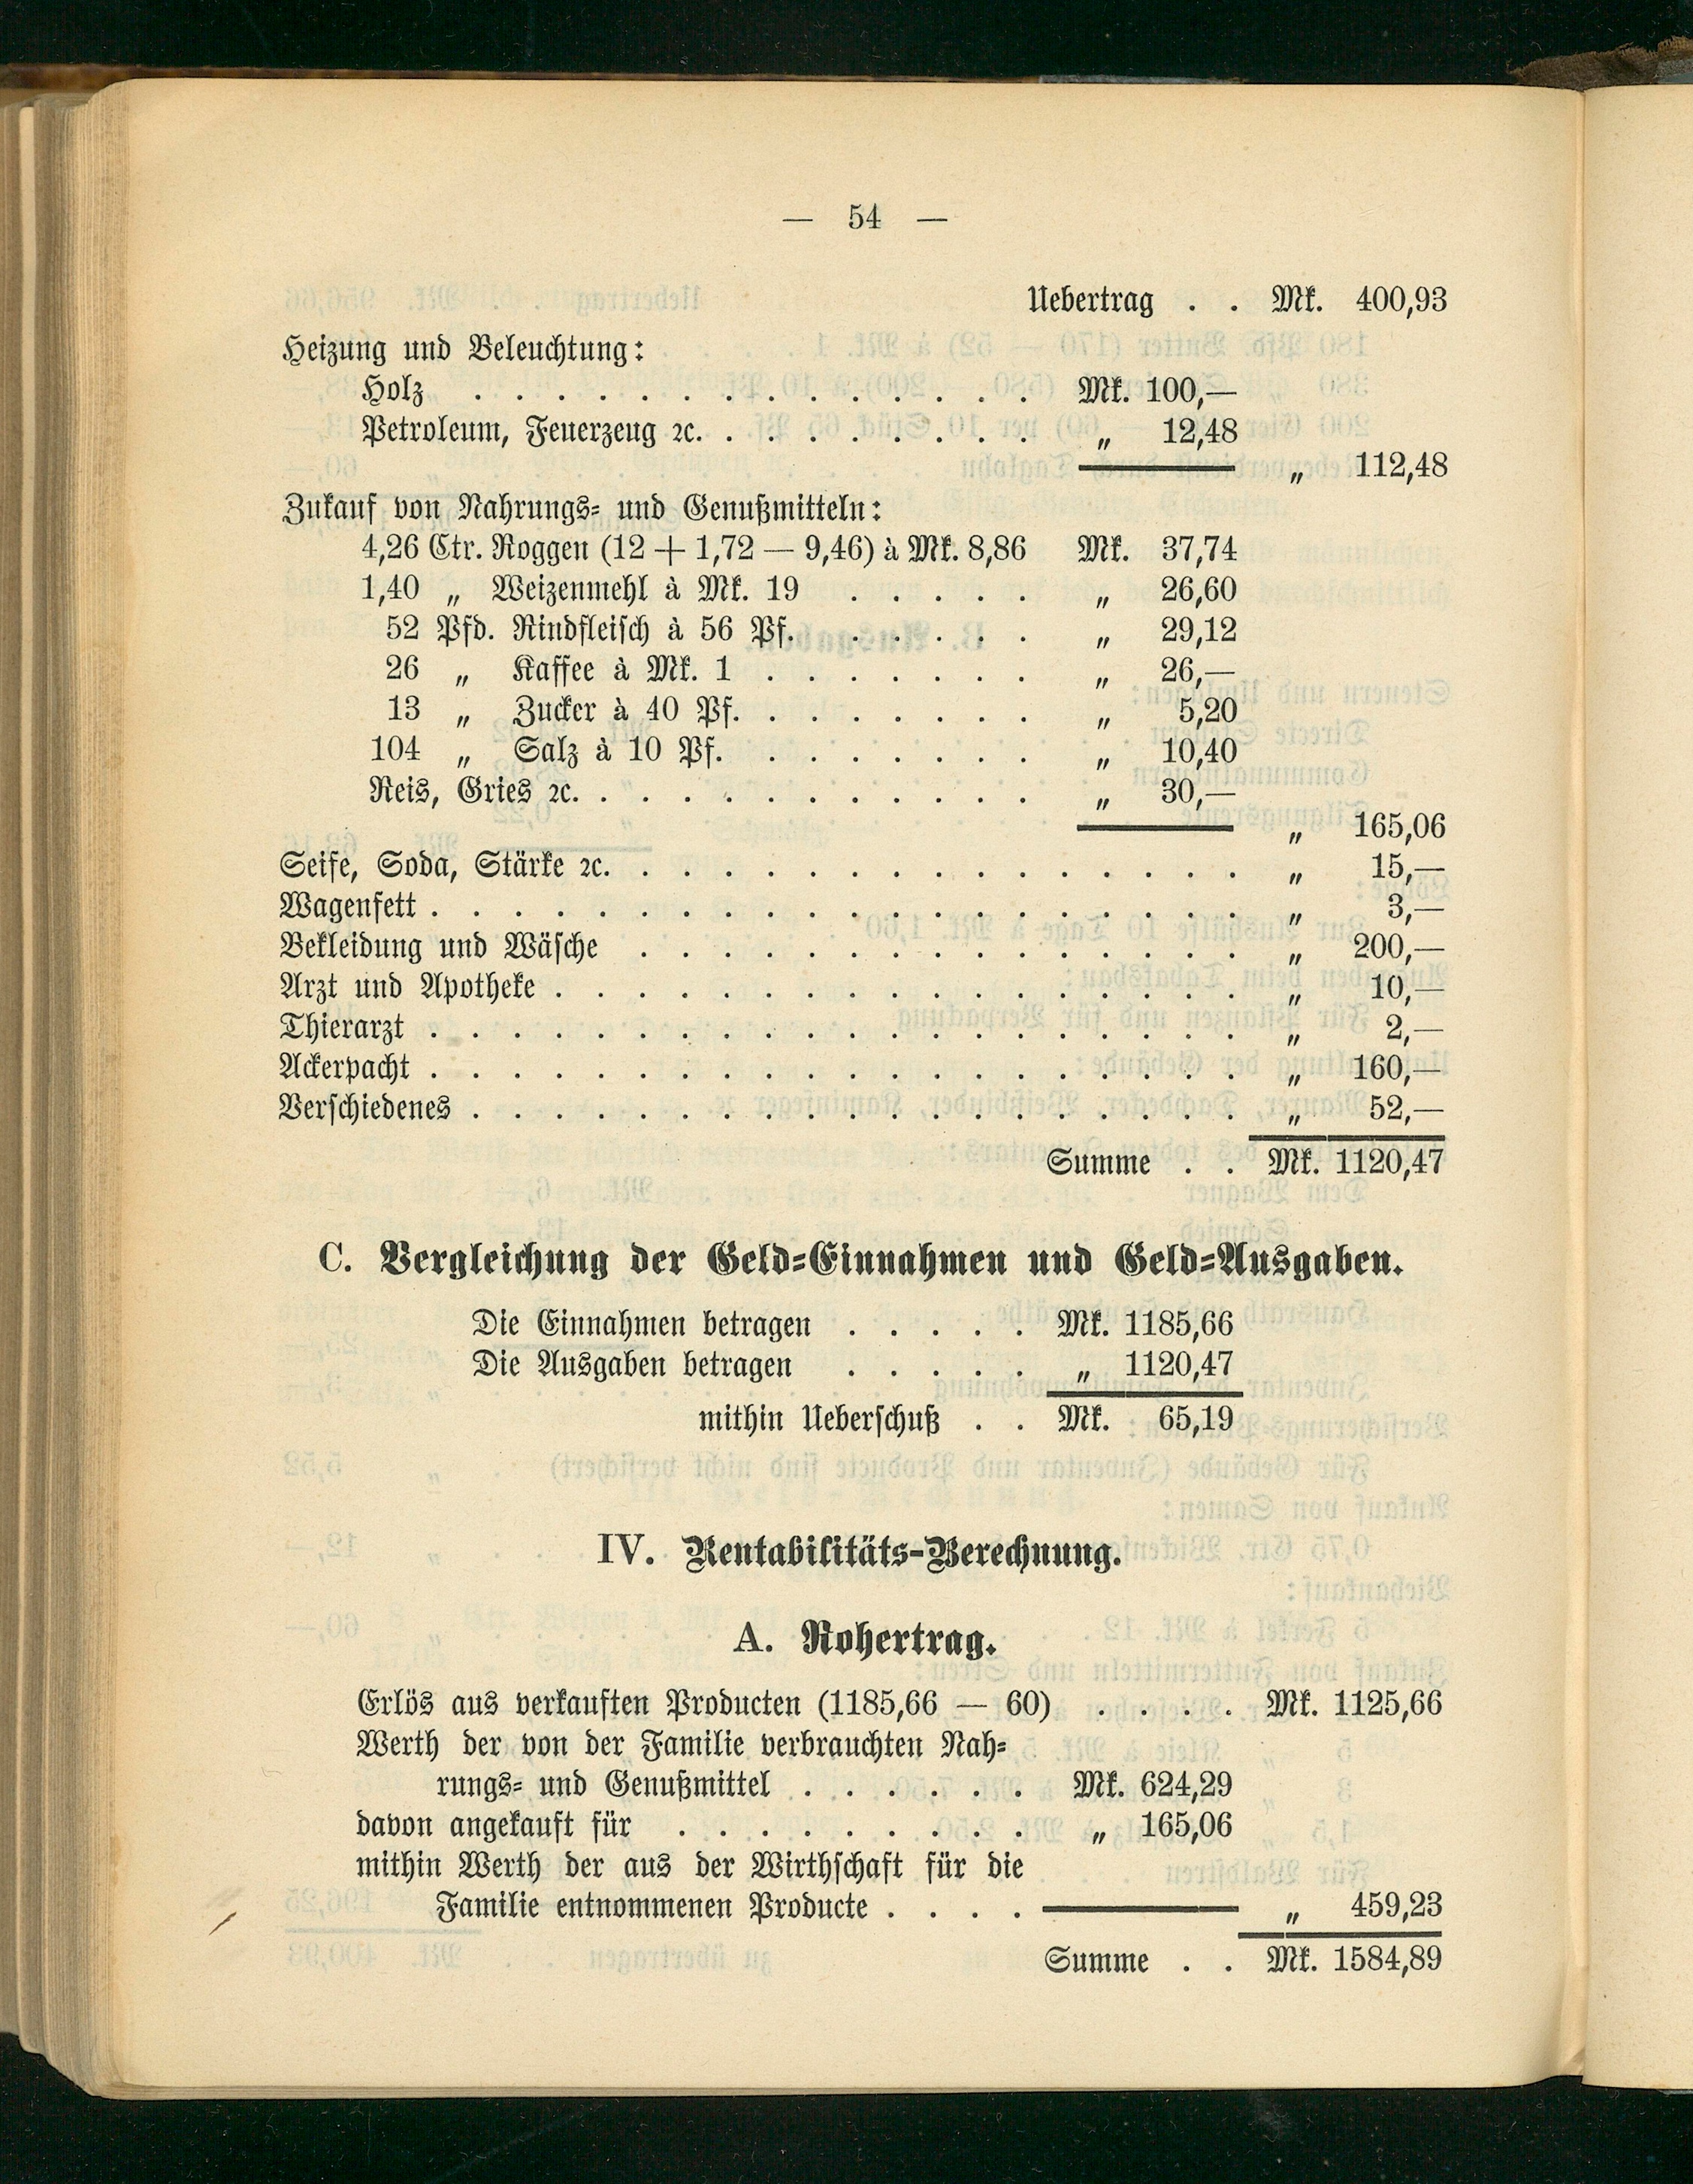 — 54 —
Uebertrag . . Mk. 400,93
Heizung und Beleuchtung:
Holz . . . . . . . . . . . . . . Mk. 100,—
Petroleum, Feuerzeug ꝛc. . . . . . . . . „ 12,48
„ 112,48
Zukauf von Nahrungs= und Genußmitteln:
4,26 Ctr. Roggen (12 + 1,72 — 9,46) à Mk. 8,86 Mk. 37,74
1,40 „ Weizenmehl à Mk. 19 . . . . . „ 26,60
52 Pfd. Rindfleisch à 56 Pf. . . . . . „ 29,12
26 „ Kaffee à Mk. 1 . . . . . . . „ 26,—
13 „ Zucker à 40 Pf. . . . . . . . „ 5,20
104 „ Salz à 10 Pf. . . . . . . . „ 10,40
Reis, Gries ꝛc. . . . . . . . . . . . „ 30,—
„ 165,06
Seife, Soda, Stärke ꝛc. . . . . . . . . . . . . . . . . „ 15,—
Wagenfett . . . . . . . . . . . . . . . . . . . . „ 3,—
Bekleidung und Wäsche . . . . . . . . . . . . . . . „ 200,—
Arzt und Apotheke . . . . . . . . . . . . . . . . . „ 10,—
Thierarzt . . . . . . . . . . . . . . . . . . . . „ 2,—
Ackerpacht . . . . . . . . . . . . . . . . . . . . „ 160,—
Verschiedenes . . . . . . . . . . . . . . . . . . . „ 52,—
Summe . . Mk. 1120,47
C. Vergleichung der Geld=Einnahmen und Geld=Ausgaben.
Die Einnahmen betragen . . . . . Mk. 1185,66
Die Ausgaben betragen . . . . . „ 1120,47
mithin Ueberschuß . . Mk. 65,19
IV. Rentabilitäts-Berechnung.
A. Rohertrag.
Erlös aus verkauften Producten (1185,66 — 60) . . . . Mk. 1125,66
Werth der von der Familie verbrauchten Nah=
rungs= und Genußmittel . . . . . . Mk. 624,29
davon angekauft für . . . . . . . . . „ 165,06
mithin Werth der aus der Wirthschaft für die
Familie entnommenen Producte . . . . „ 459,23
Summe . . Mk. 1584,89